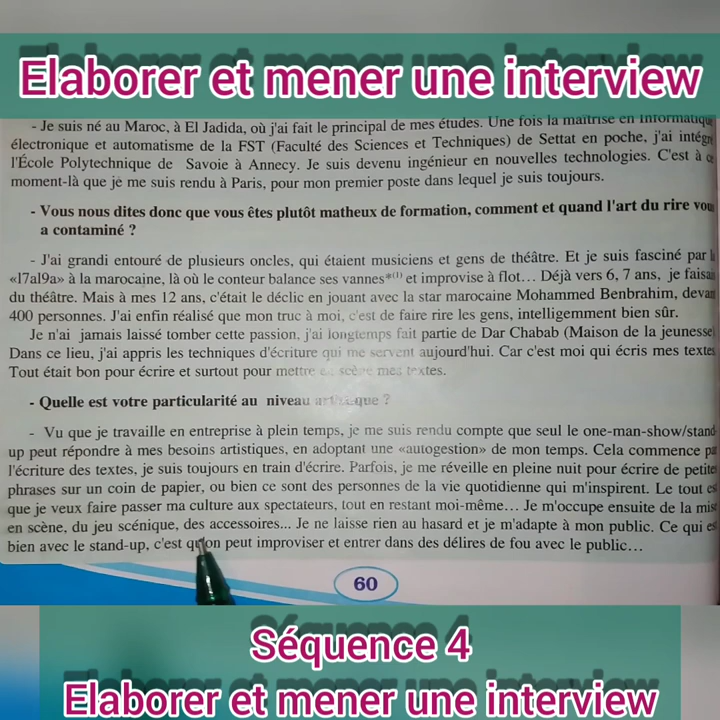 Elaborer et mener une interview
- Je suis né au Maroc, à El Jadida, où j'ai fait le principal de mes études. Une fois la maîtrise en Informatiqu
électronique et automatisme de la FST (Faculté des Sciences et Techniques) de Settat en poche, j'ai intégr
l'École Polytechnique de Savoie à Annecy. Je suis devenu ingénieur en nouvelles technologies. C'est à c
moment-là que je me suis rendu à Paris, pour mon premier poste dans lequel je suis toujours.
- Vous nous dites donc que vous êtes plutôt matheux de formation, comment et quand l'art du rire vou
a contaminé ?
- J'ai grandi entouré de plusieurs oncles, qui étaient musiciens et gens de théâtre. Et je suis fasciné par l
«l7al9a» à la marocaine, là où le conteur balance ses vannes*(1) et improvise à flot… Déjà vers 6, 7 ans, je faisai
du théâtre. Mais à mes 12 ans, c'était le déclic en jouant avec la star marocaine Mohammed Benbrahim, devan
400 personnes. J'ai enfin réalisé que mon truc à moi, c'est de faire rire les gens, intelligemment bien sûr.
Je n'ai jamais laissé tomber cette passion, j'ai longtemps fait partie de Dar Chabab (Maison de la jeunesse
Dans ce lieu, j'ai appris les techniques d'écriture qui me servent aujourd'hui. Car c'est moi qui écris mes textes
Tout était bon pour écrire et surtout pour mettre en scène mes textes.
- Quelle est votre particularité au niveau artistique ?
- Vu que je travaille en entreprise à plein temps, je me suis rendu compte que seul le one-man-show/stand
up peut répondre à mes besoins artistiques, en adoptant une «autogestion» de mon temps. Cela commence pa
l'écriture des textes, je suis toujours en train d'écrire. Parfois, je me réveille en pleine nuit pour écrire de petite
phrases sur un coin de papier, ou bien ce sont des personnes de la vie quotidienne qui m'inspirent. Le tout es
que je veux faire passer ma culture aux spectateurs, tout en restant moi-même… Je m'occupe ensuite de la mis
en scène, du jeu scénique, des accessoires... Je ne laisse rien au hasard et je m'adapte à mon public. Ce qui es
bien avec le stand-up, c'est qu'on peut improviser et entrer dans des délires de fou avec le public…
60
Séquence 4
Elaborer et mener une interview